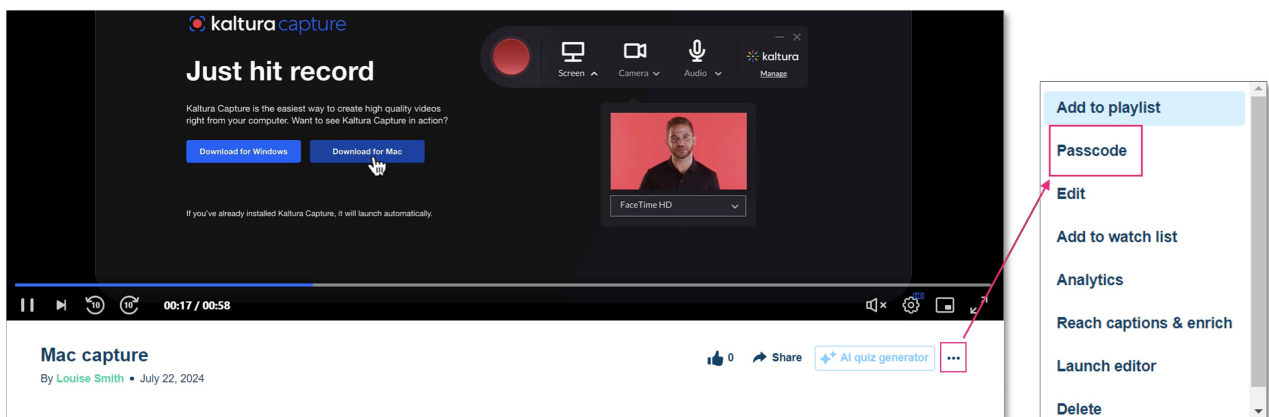 kaltura capture
Just hit record
Kaltura Capture is the easiest way to create high quality videos
right from your computer. Want to see Kaltura Capture in action?
Download for Windows
Download for Mac
If you've already installed Kaltura Capture, it will launch automatically.
Screen
Camera
Audio
kaltura
Manage
FaceTime HD
10
10
00:17 / 00:58
HD
Mac capture
By Louise Smith • July 22, 2024
0
Share
AI quiz generator
Add to playlist
Passcode
Edit
Add to watch list
Analytics
Reach captions & enrich
Launch editor
Delete